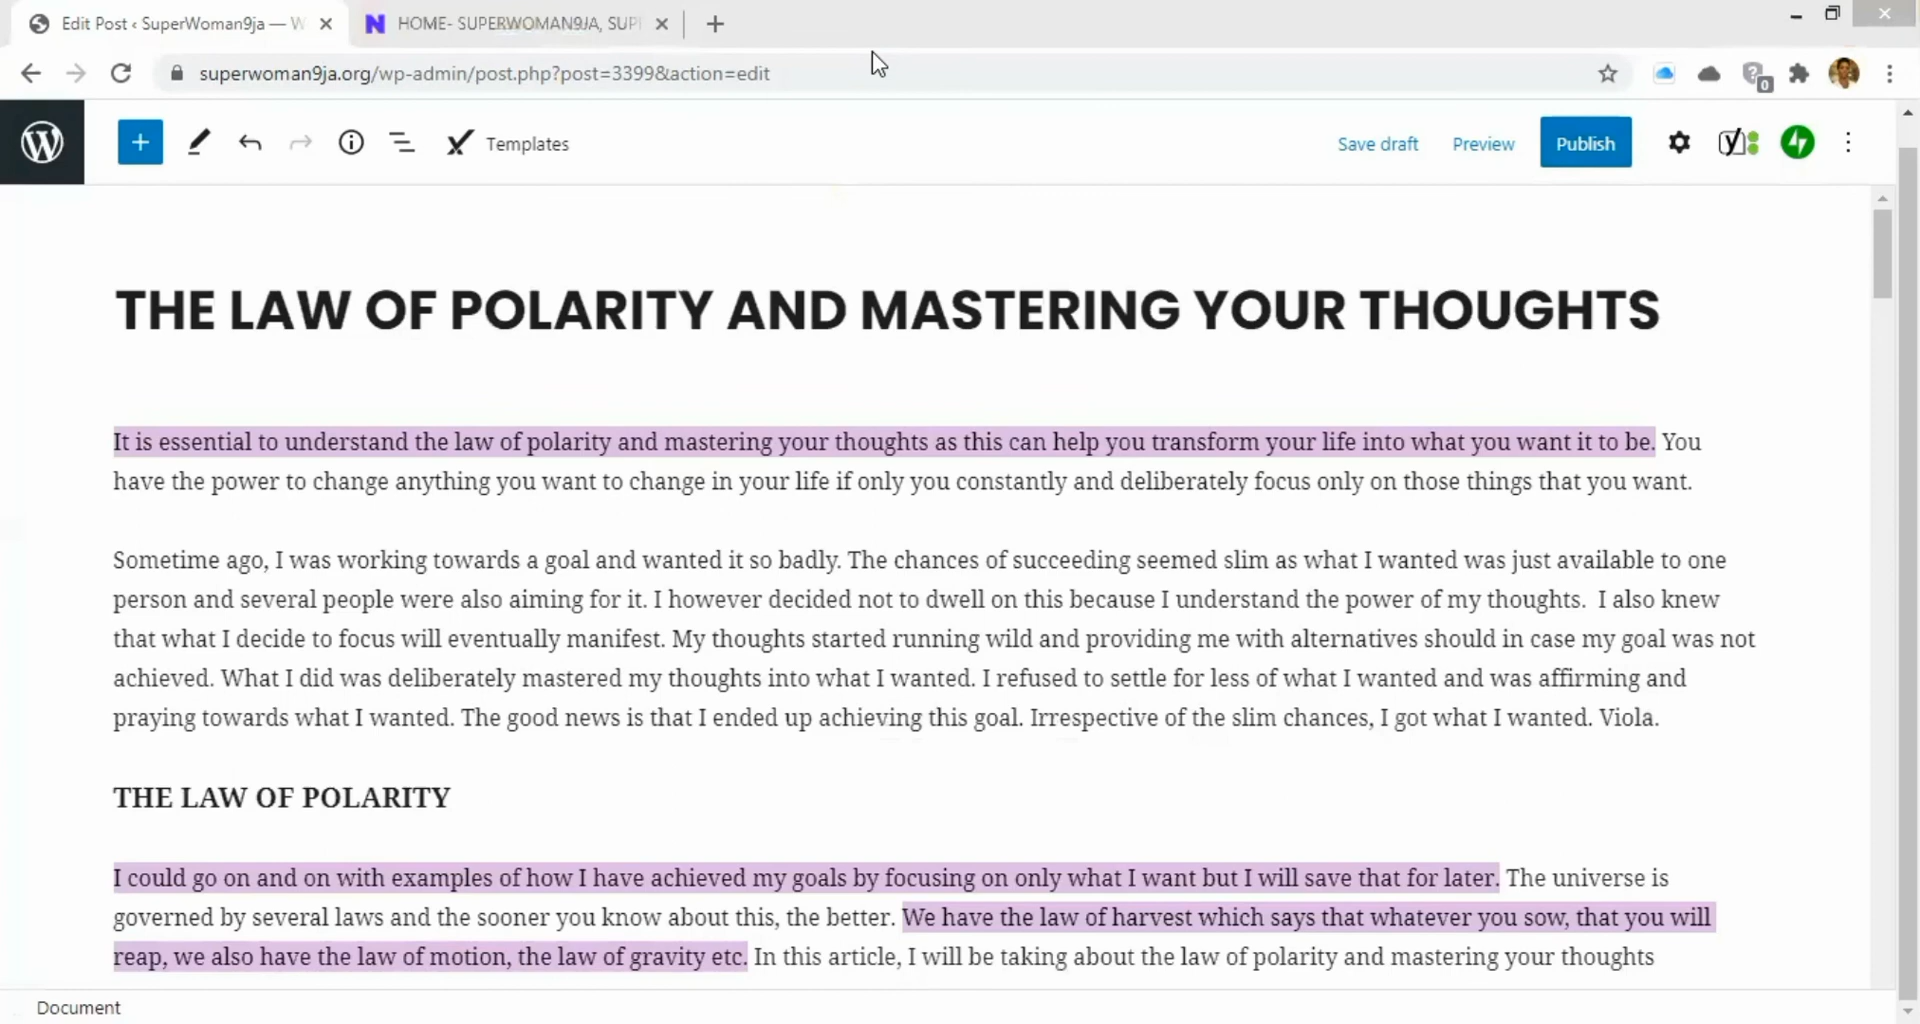 Edit Post ‹ SuperWoman9ja — W
HOME- SUPERWOMAN9JA, SUP
superwoman9ja.org/wp-admin/post.php?post=3399&action=edit
0
Templates
Save draft
Preview
Publish
THE LAW OF POLARITY AND MASTERING YOUR THOUGHTS
It is essential to understand the law of polarity and mastering your thoughts as this can help you transform your life into what you want it to be. You
have the power to change anything you want to change in your life if only you constantly and deliberately focus only on those things that you want.
Sometime ago, I was working towards a goal and wanted it so badly. The chances of succeeding seemed slim as what I wanted was just available to one
person and several people were also aiming for it. I however decided not to dwell on this because I understand the power of my thoughts.  I also knew
that what I decide to focus will eventually manifest. My thoughts started running wild and providing me with alternatives should in case my goal was not
achieved. What I did was deliberately mastered my thoughts into what I wanted. I refused to settle for less of what I wanted and was affirming and
praying towards what I wanted. The good news is that I ended up achieving this goal. Irrespective of the slim chances, I got what I wanted. Viola.
THE LAW OF POLARITY
I could go on and on with examples of how I have achieved my goals by focusing on only what I want but I will save that for later. The universe is
governed by several laws and the sooner you know about this, the better. We have the law of harvest which says that whatever you sow, that you will
reap, we also have the law of motion, the law of gravity etc. In this article, I will be taking about the law of polarity and mastering your thoughts
Document